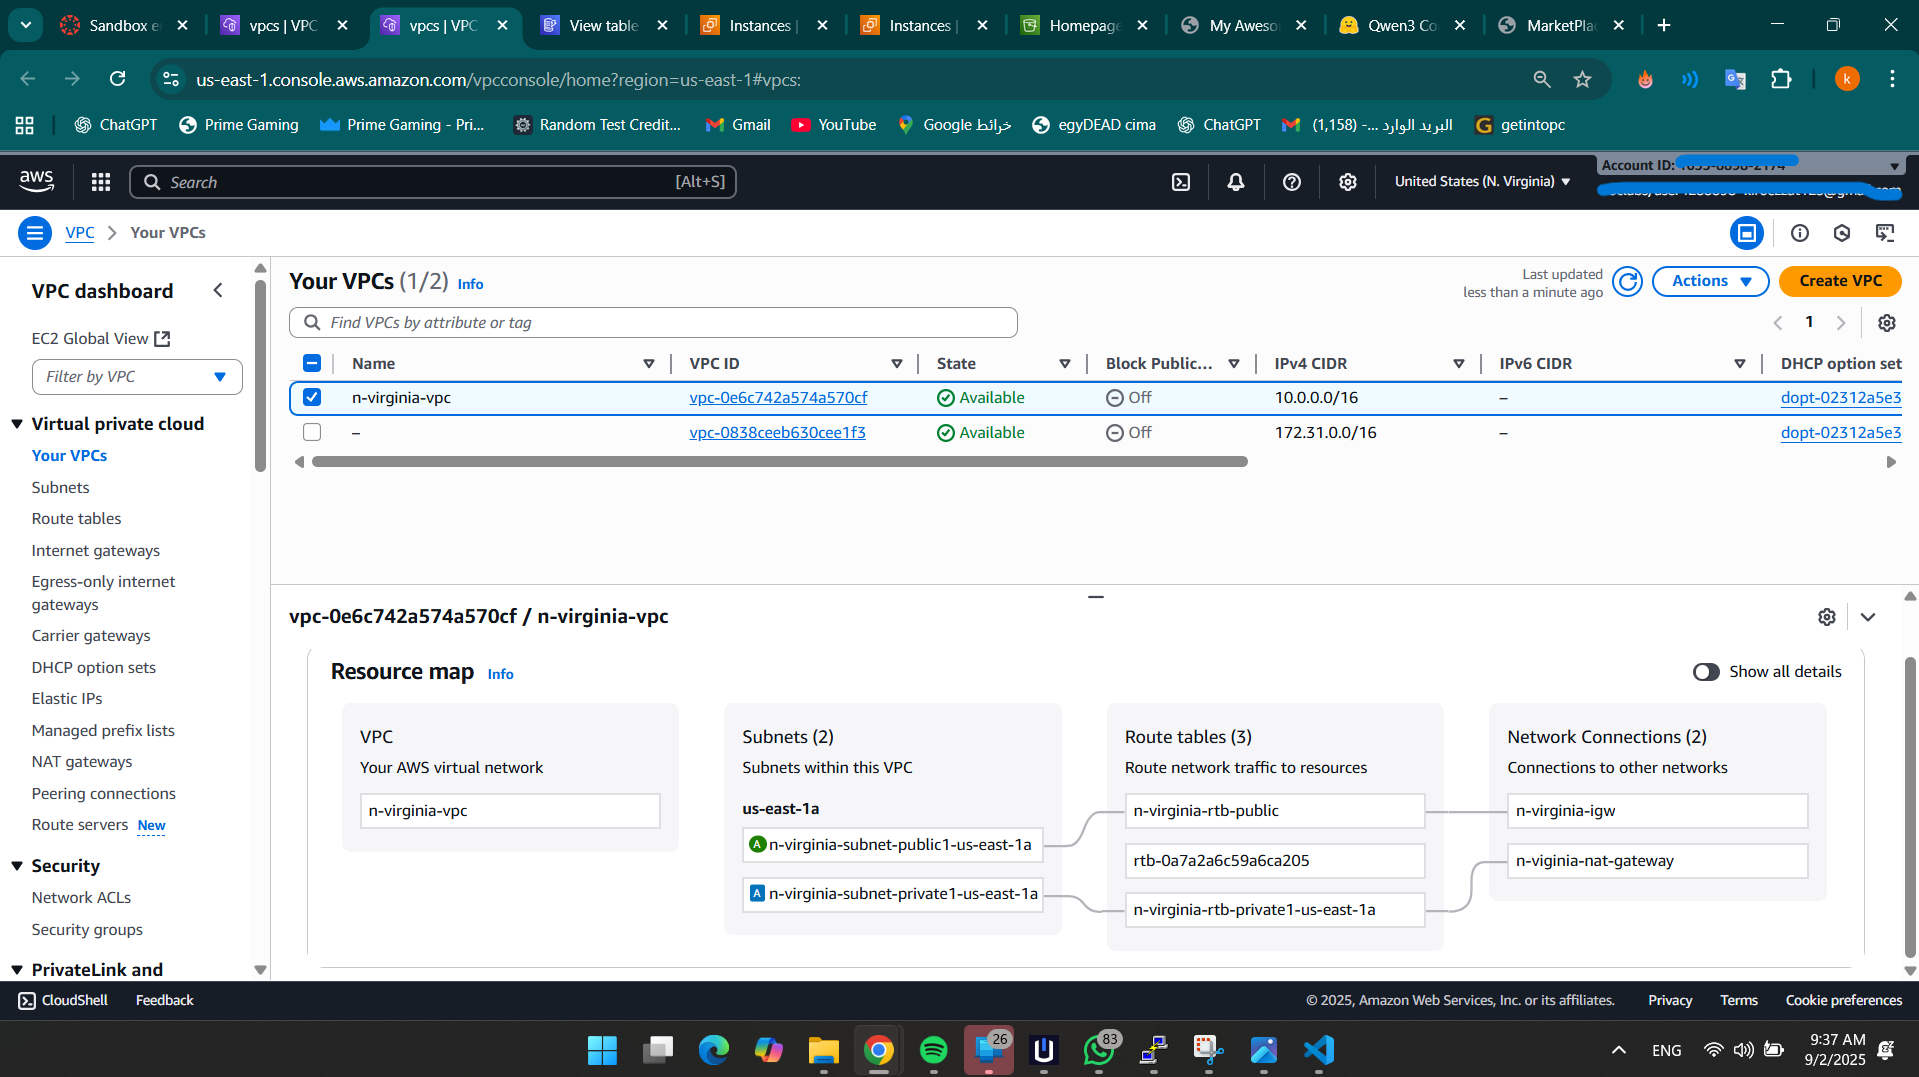 Sandbox e
vpcs | VPC
vpcs | VPC
View table
Instances |
Instances |
Homepage
My Aweso
Qwen3 Co
MarketPla
us-east-1.console.aws.amazon.com/vpcconsole/home?region=us-east-1#vpcs:
k
ChatGPT
Prime Gaming
Prime Gaming - Pri...
Random Test Credit...
Gmail
YouTube
خرائط Google
egyDEAD cima
ChatGPT
البريد الوارد -... (1,158)
getintopc
aws
Search
[Alt+S]
United States (N. Virginia)
Account ID:
VPC
Your VPCs
VPC dashboard
EC2 Global View
Filter by VPC
Virtual private cloud
Your VPCs
Subnets
Route tables
Internet gateways
Egress-only internet
gateways
Carrier gateways
DHCP option sets
Elastic IPs
Managed prefix lists
NAT gateways
Peering connections
Route servers New
Security
Network ACLs
Security groups
PrivateLink and
Your VPCs (1/2) Info
Last updated
less than a minute ago
Actions
Create VPC
Find VPCs by attribute or tag
1
Name
VPC ID
State
Block Public...
IPv4 CIDR
IPv6 CIDR
DHCP option set
n-virginia-vpc
vpc-0e6c742a574a570cf
Available
Off
10.0.0.0/16
–
dopt-02312a5e3
–
vpc-0838ceeb630cee1f3
Available
Off
172.31.0.0/16
–
dopt-02312a5e3
vpc-0e6c742a574a570cf / n-virginia-vpc
Resource map Info
Show all details
VPC
Your AWS virtual network
n-virginia-vpc
Subnets (2)
Subnets within this VPC
us-east-1a
A n-virginia-subnet-public1-us-east-1a
A n-virginia-subnet-private1-us-east-1a
Route tables (3)
Route network traffic to resources
n-virginia-rtb-public
rtb-0a7a2a6c59a6ca205
n-virginia-rtb-private1-us-east-1a
Network Connections (2)
Connections to other networks
n-virginia-igw
n-viginia-nat-gateway
CloudShell
Feedback
© 2025, Amazon Web Services, Inc. or its affiliates.
Privacy
Terms
Cookie preferences
26
83
ENG
9:37 AM
9/2/2025